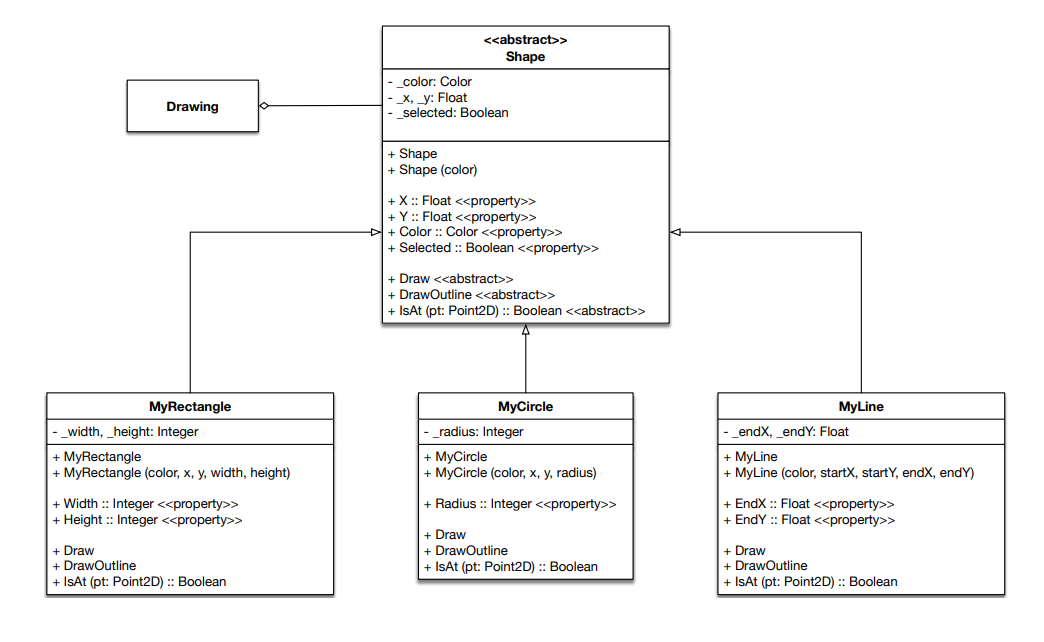 <<abstract>>
Shape
- _color: Color
- _x, _y: Float
- _selected: Boolean
+ Shape
+ Shape (color)
+ X :: Float <<property>>
+ Y :: Float <<property>>
+ Color :: Color <<property>>
+ Selected :: Boolean <<property>>
+ Draw <<abstract>>
+ DrawOutline <<abstract>>
+ IsAt (pt: Point2D) :: Boolean <<abstract>>
Drawing
MyRectangle
- _width, _height: Integer
+ MyRectangle
+ MyRectangle (color, x, y, width, height)
+ Width :: Integer <<property>>
+ Height :: Integer <<property>>
+ Draw
+ DrawOutline
+ IsAt (pt: Point2D) :: Boolean
MyCircle
- _radius: Integer
+ MyCircle
+ MyCircle (color, x, y, radius)
+ Radius :: Integer <<property>>
+ Draw
+ DrawOutline
+ IsAt (pt: Point2D) :: Boolean
MyLine
- _endX, _endY: Float
+ MyLine
+ MyLine (color, startX, startY, endX, endY)
+ EndX :: Float <<property>>
+ EndY :: Float <<property>>
+ Draw
+ DrawOutline
+ IsAt (pt: Point2D) :: Boolean